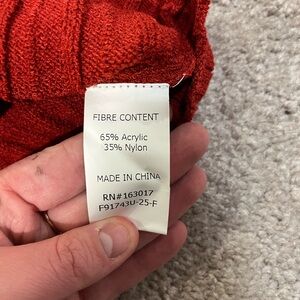 FIBRE CONTENT
65% Acrylic
35% Nylon
MADE IN CHINA
RN#163017
F91743U-25-F